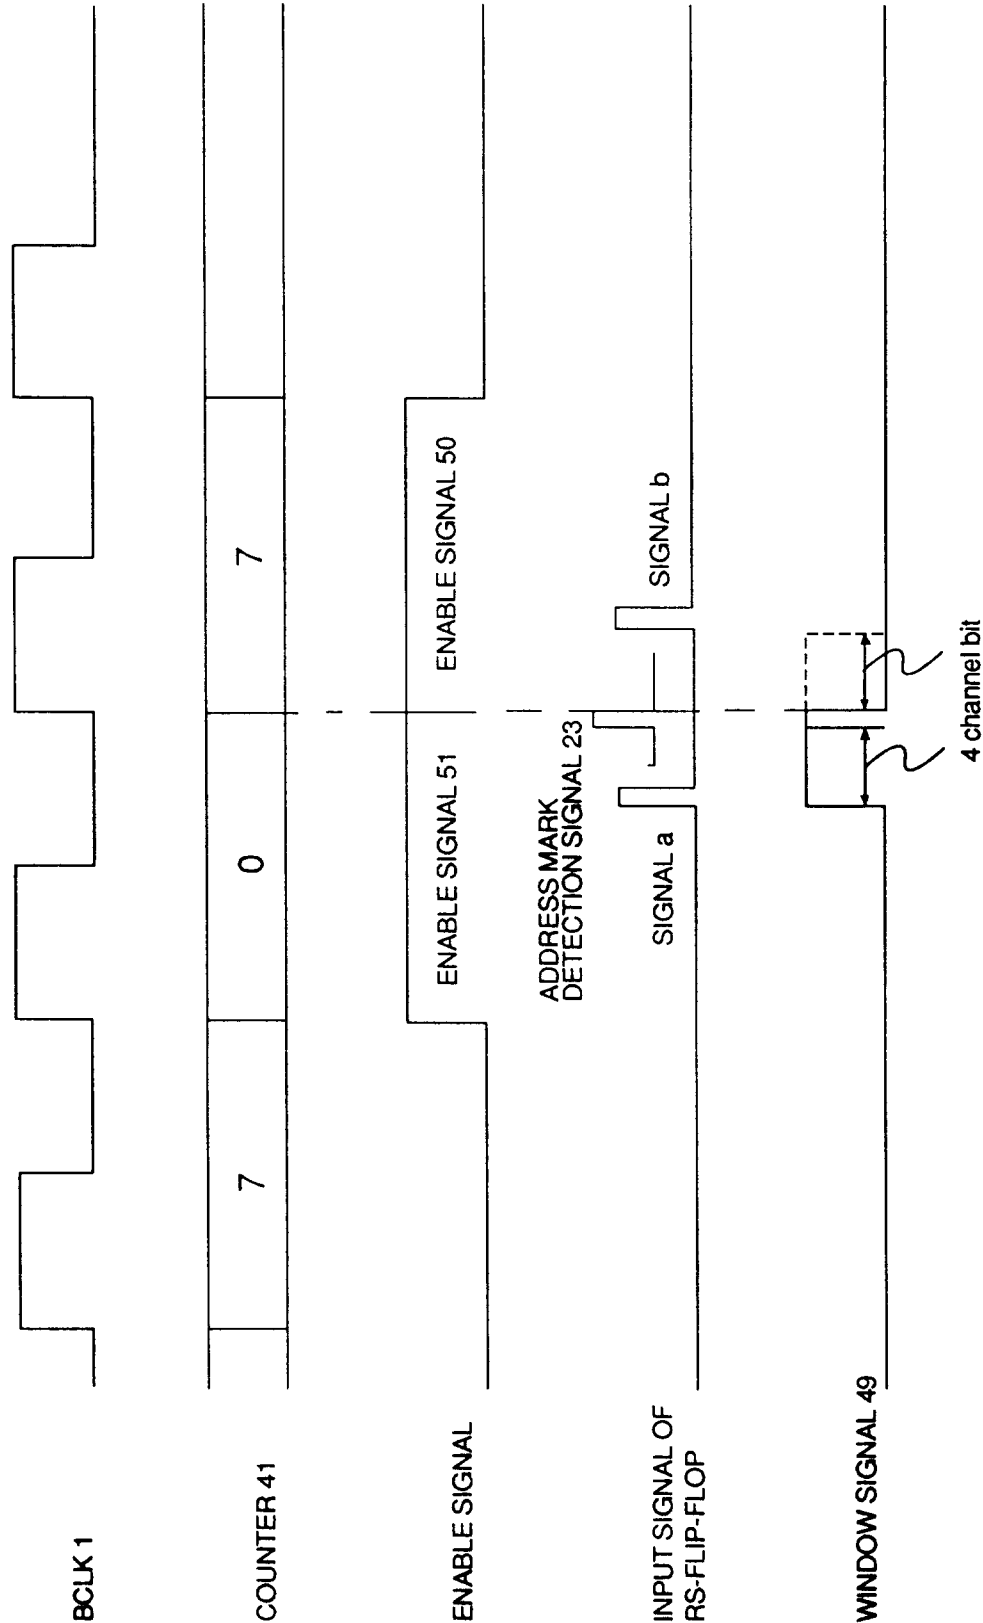 BCLK 1
COUNTER 41
7
0
7
ENABLE SIGNAL
ENABLE SIGNAL 51
ENABLE SIGNAL 50
INPUT SIGNAL OF
RS-FLIP-FLOP
ADDRESS MARK
DETECTION SIGNAL 23
SIGNAL a
SIGNAL b
WINDOW SIGNAL 49
4 channel bit